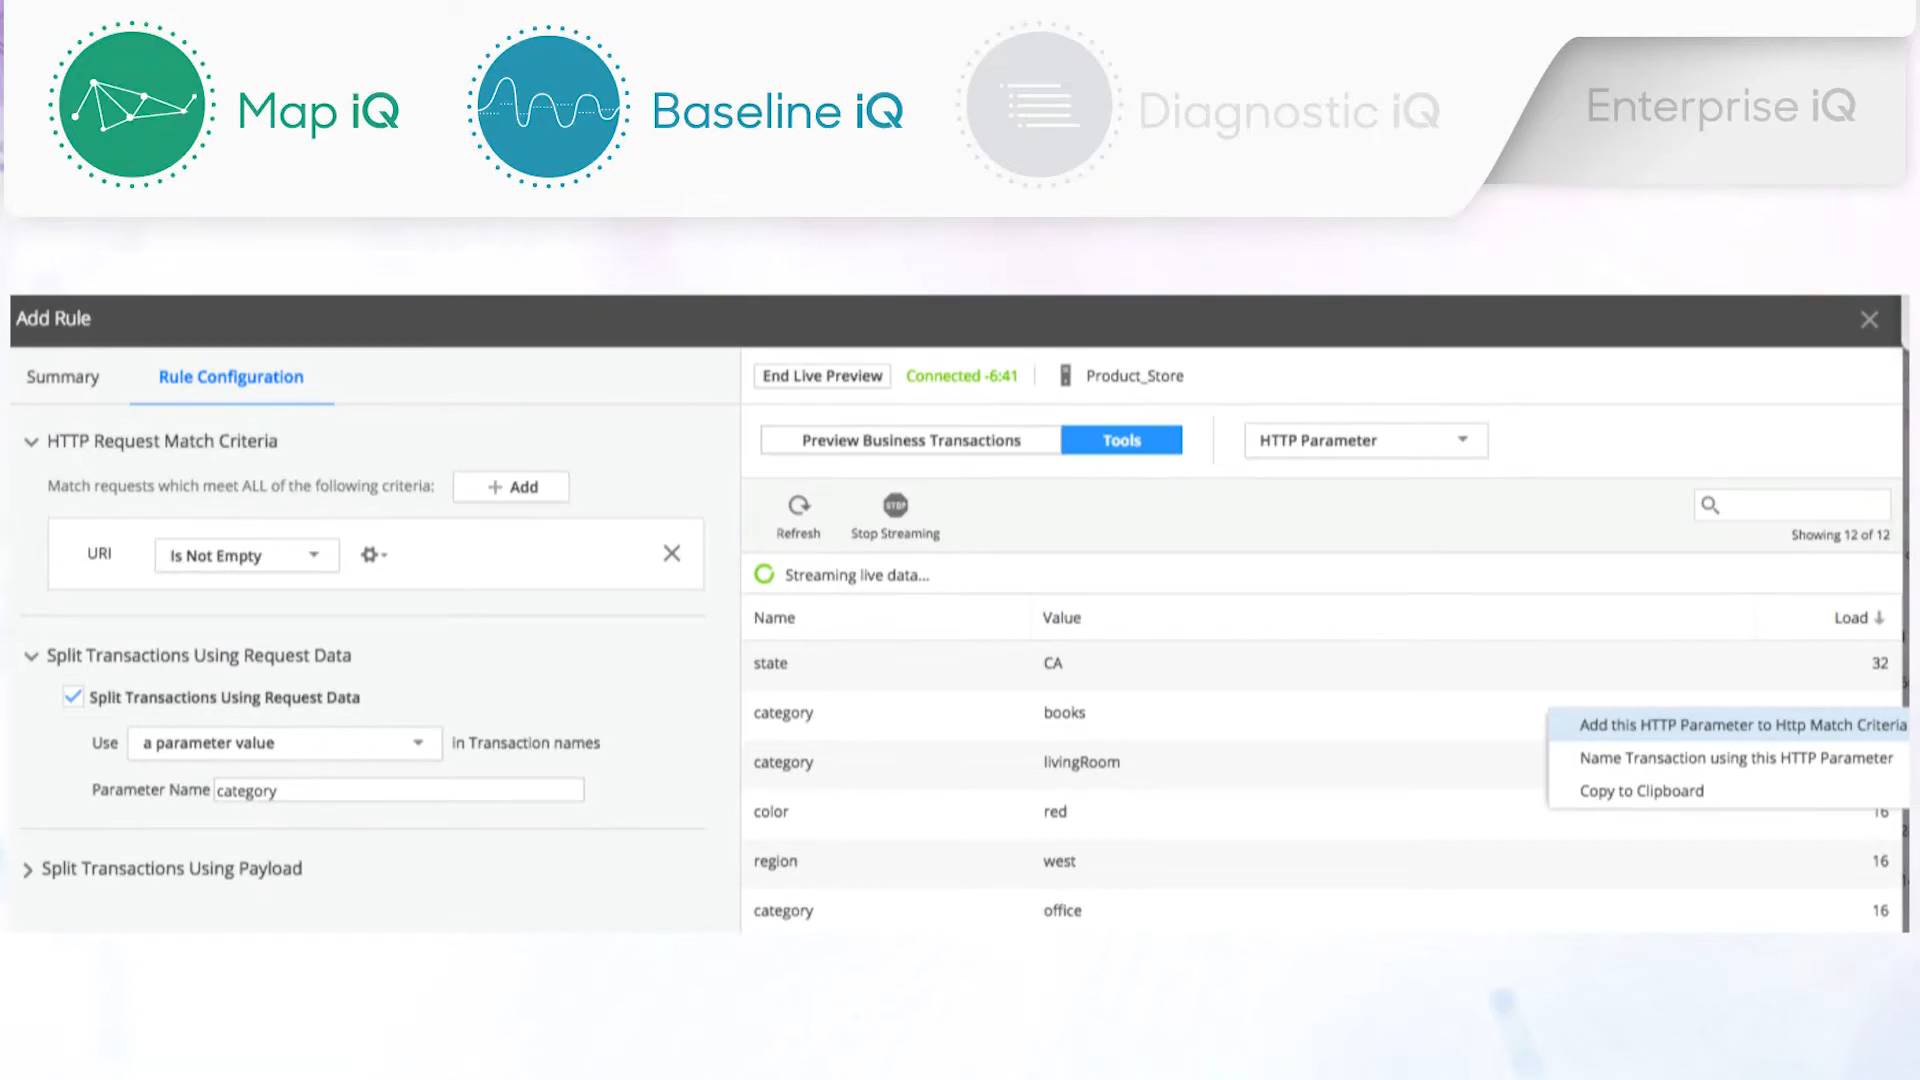 Map iQ
Baseline iQ
Diagnostic iQ
Enterprise iQ
Add Rule
Summary
Rule Configuration
End Live Preview
Connected -6:41
Product_Store
HTTP Request Match Criteria
Preview Business Transactions
Tools
HTTP Parameter
Match requests which meet ALL of the following criteria:
+ Add
STOP
Refresh
Stop Streaming
Showing 12 of 12
URI
Is Not Empty
Streaming live data...
Name Value Load
Split Transactions Using Request Data
state CA 32
Split Transactions Using Request Data
category books
Use a parameter value In Transaction names
Add this HTTP Parameter to Http Match Criteria
Name Transaction using this HTTP Parameter
Copy to Clipboard
category livingRoom
Parameter Name category
color red 16
region west 16
Split Transactions Using Payload
category office 16